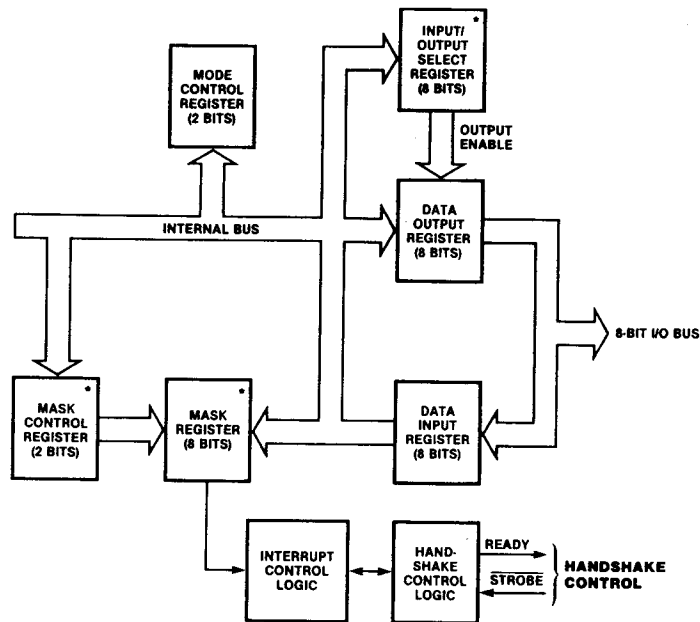 MODE
CONTROL
REGISTER
(2 BITS)
*
INPUT/
OUTPUT
SELECT
REGISTER
(8 BITS)
OUTPUT
ENABLE
INTERNAL BUS
DATA
OUTPUT
REGISTER
(8 BITS)
8-BIT I/O BUS
*
MASK
CONTROL
REGISTER
(2 BITS)
*
MASK
REGISTER
(8 BITS)
DATA
INPUT
REGISTER
(8 BITS)
INTERRUPT
CONTROL
LOGIC
HAND-
SHAKE
CONTROL
LOGIC
READY
STROBE
HANDSHAKE
CONTROL